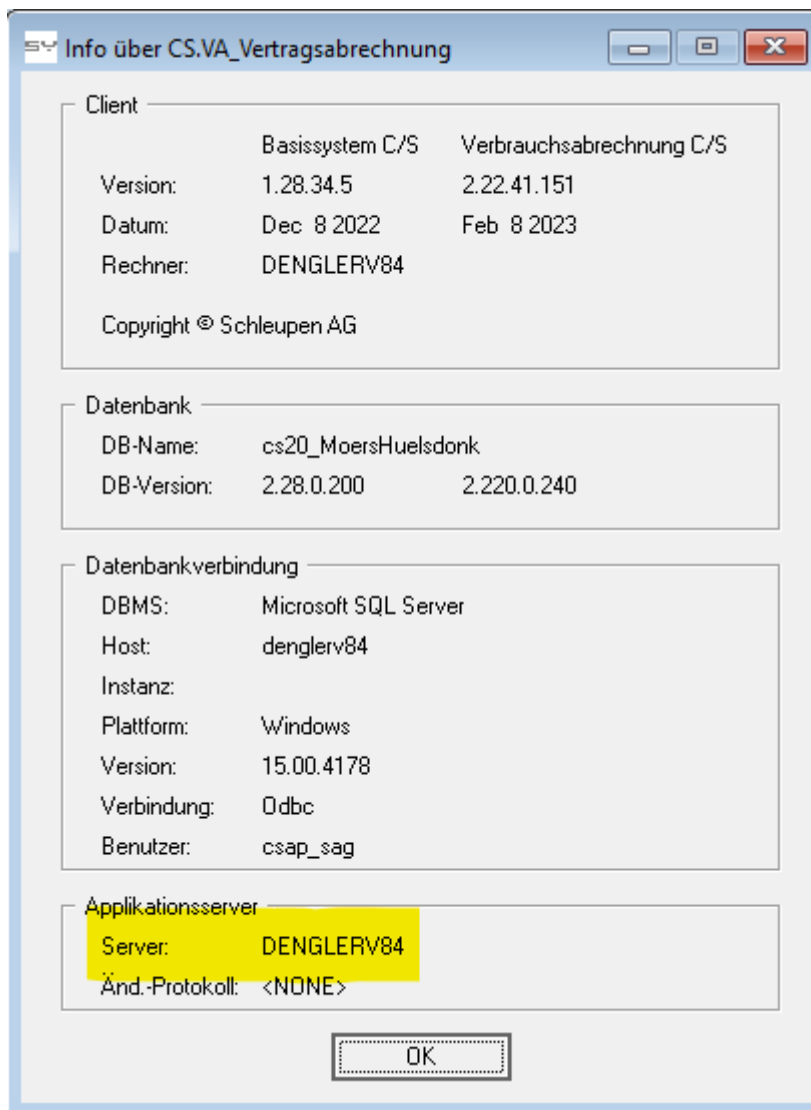 SY Info über CS.VA_Vertragsabrechnung
Client
Basissystem C/S Verbrauchsabrechnung C/S
Version: 1.28.34.5 2.22.41.151
Datum: Dec 8 2022 Feb 8 2023
Rechner: DENGLERV84
Copyright © Schleupen AG
Datenbank
DB-Name: cs20_MoersHuelsdonk
DB-Version: 2.28.0.200 2.220.0.240
Datenbankverbindung
DBMS: Microsoft SQL Server
Host: denglerv84
Instanz:
Plattform: Windows
Version: 15.00.4178
Verbindung: Odbc
Benutzer: csap_sag
Applikationsserver
Server: DENGLERV84
Änd.-Protokoll: <NONE>
OK